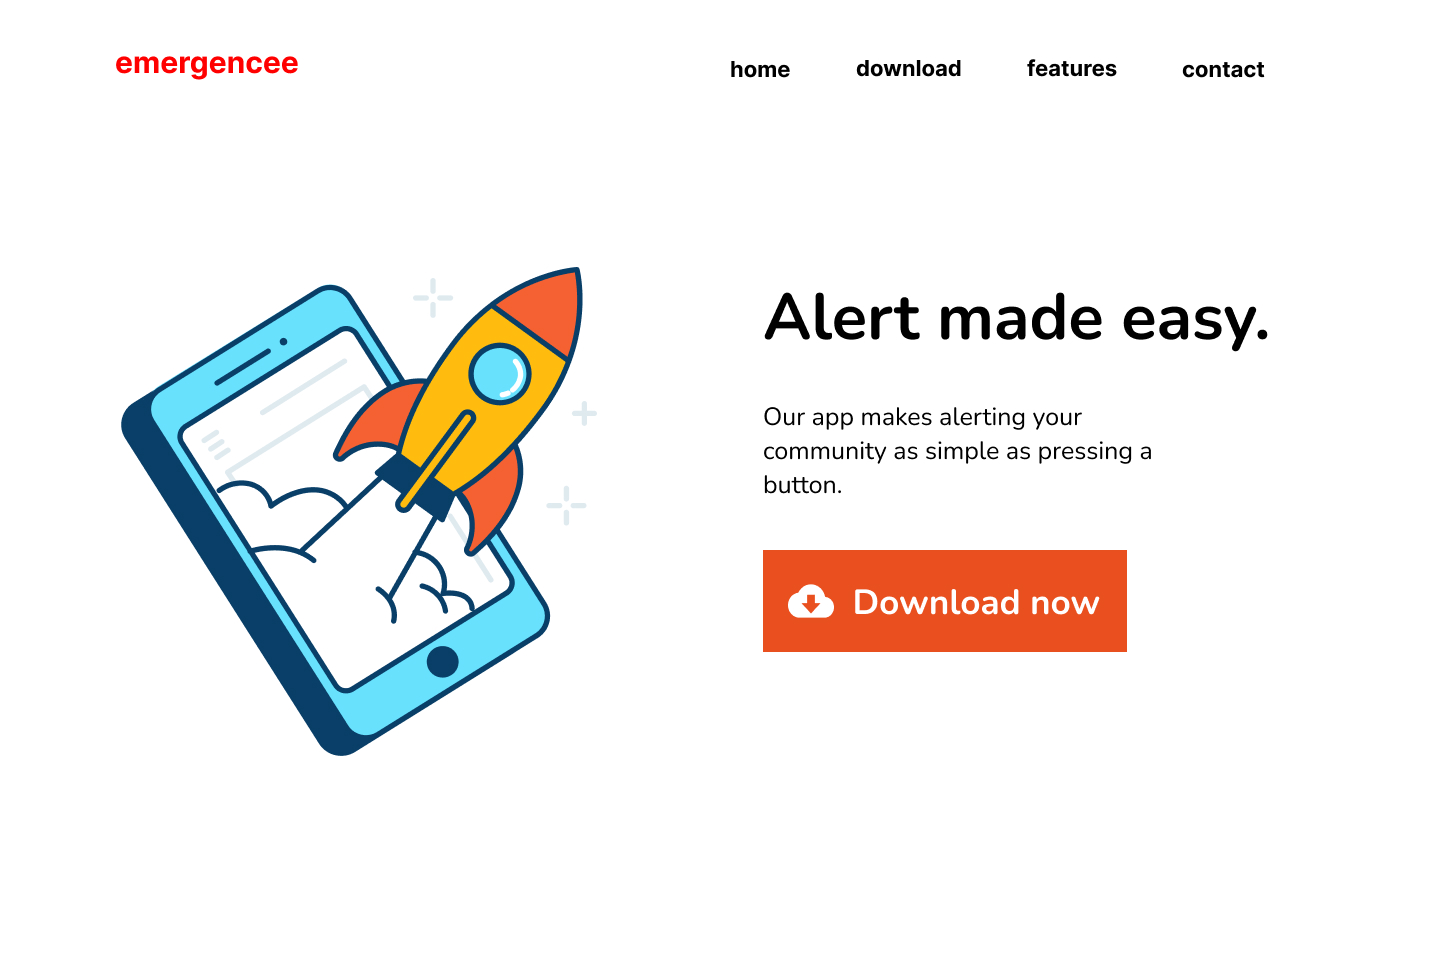 emergencee
home download features contact
Alert made easy.
Our app makes alerting your
community as simple as pressing a
button.
Download now